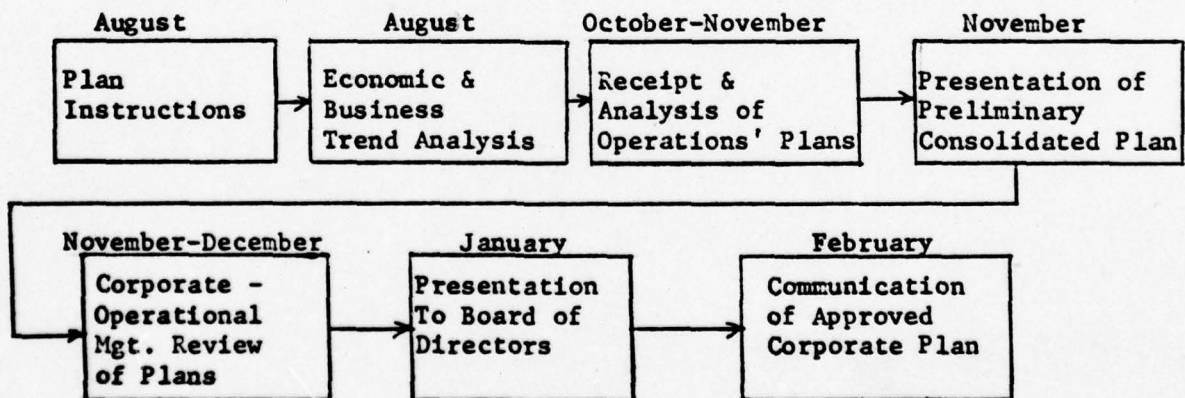 August
Plan
Instructions
August
Economic &
Business
Trend Analysis
October-November
Receipt &
Analysis of
Operations' Plans
November
Presentation of
Preliminary
Consolidated Plan
November-December
Corporate -
Operational
Mgt. Review
of Plans
January
Presentation
To Board of
Directors
February
Communication
of Approved
Corporate Plan